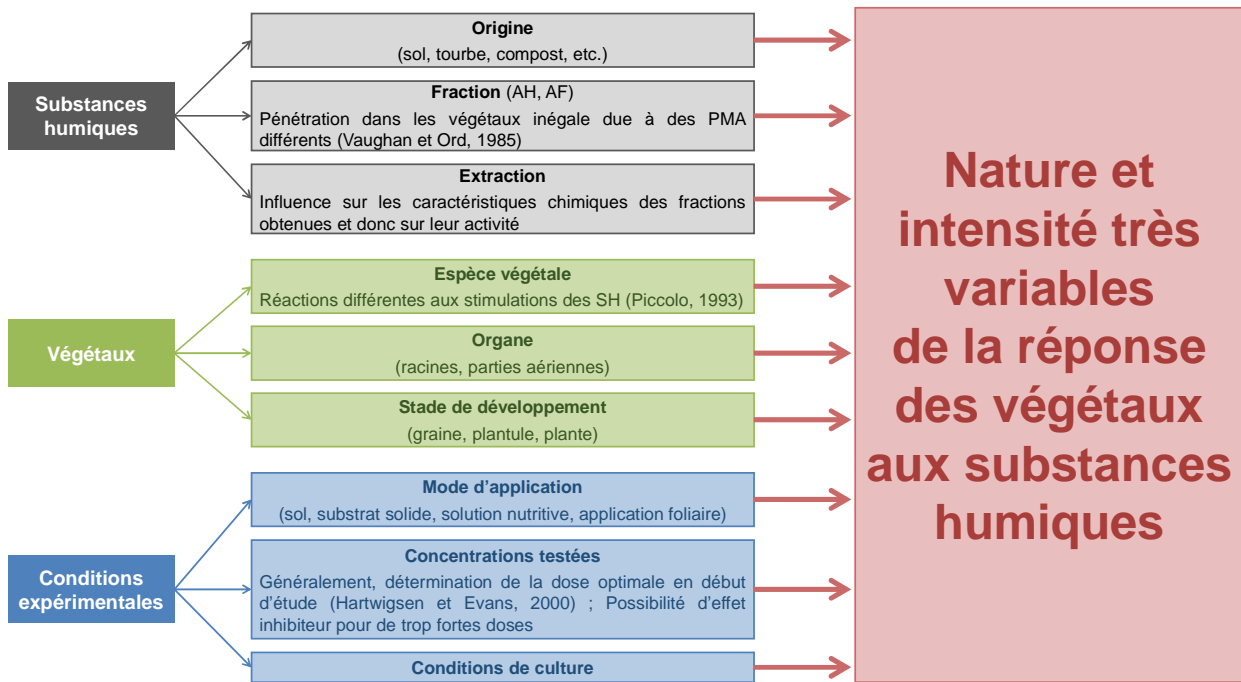 Substances
humiques
Origine
(sol, tourbe, compost, etc.)
Fraction (AH, AF)
Pénétration dans les végétaux inégale due à des PMA
différents (Vaughan et Ord, 1985)
Extraction
Influence sur les caractéristiques chimiques des fractions
obtenues et donc sur leur activité
Végétaux
Espèce végétale
Réactions différentes aux stimulations des SH (Piccolo, 1993)
Organe
(racines, parties aériennes)
Stade de développement
(graine, plantule, plante)
Conditions
expérimentales
Mode d'application
(sol, substrat solide, solution nutritive, application foliaire)
Concentrations testées
Généralement, détermination de la dose optimale en début
d'étude (Hartwigsen et Evans, 2000) ; Possibilité d'effet
inhibiteur pour de trop fortes doses
Conditions de culture
Nature et
intensité très
variables
de la réponse
des végétaux
aux substances
humiques